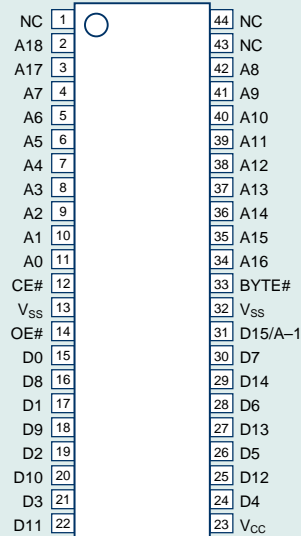 NC 1 44 NC
A18 2 43 NC
A17 3 42 A8
A7 4 41 A9
A6 5 40 A10
A5 6 39 A11
A4 7 38 A12
A3 8 37 A13
A2 9 36 A14
A1 10 35 A15
A0 11 34 A16
CE# 12 33 BYTE#
VSS 13 32 VSS
OE# 14 31 D15/A–1
D0 15 30 D7
D8 16 29 D14
D1 17 28 D6
D9 18 27 D13
D2 19 26 D5
D10 20 25 D12
D3 21 24 D4
D11 22 23 VCC